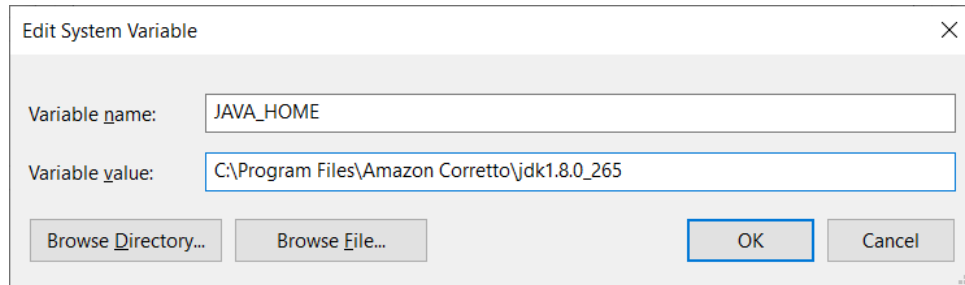 Edit System Variable
Variable name:
JAVA_HOME
Variable value:
C:\Program Files\Amazon Corretto\jdk1.8.0_265
Browse Directory...
Browse File...
OK
Cancel